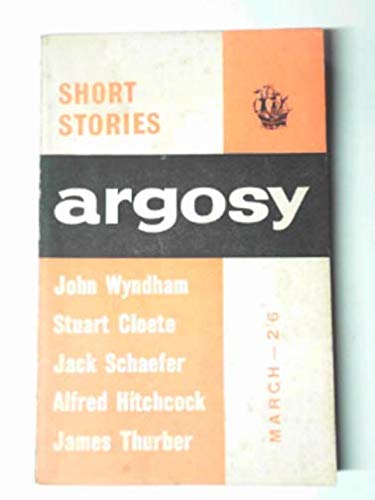 SHORT
STORIES
argosy
John Wyndham
Stuart Cloete
Jack Schaefer
Alfred Hitchcock
James Thurber
MARCH—2'6